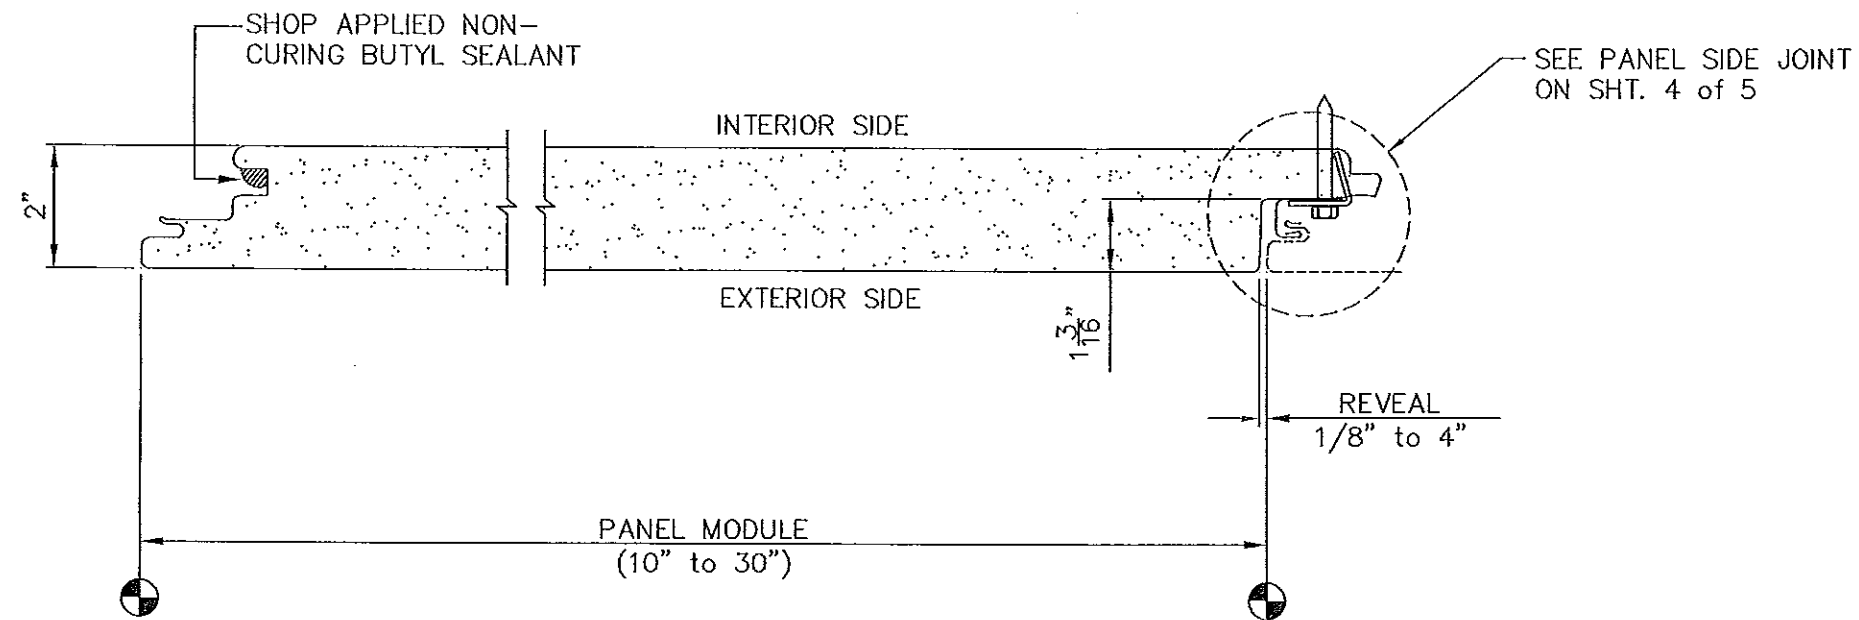 SHOP APPLIED NON-
CURING BUTYL SEALANT
SEE PANEL SIDE JOINT
ON SHT. 4 of 5
INTERIOR SIDE
2"
EXTERIOR SIDE
1 3/16"
REVEAL
1/8" to 4"
PANEL MODULE
(10" to 30")